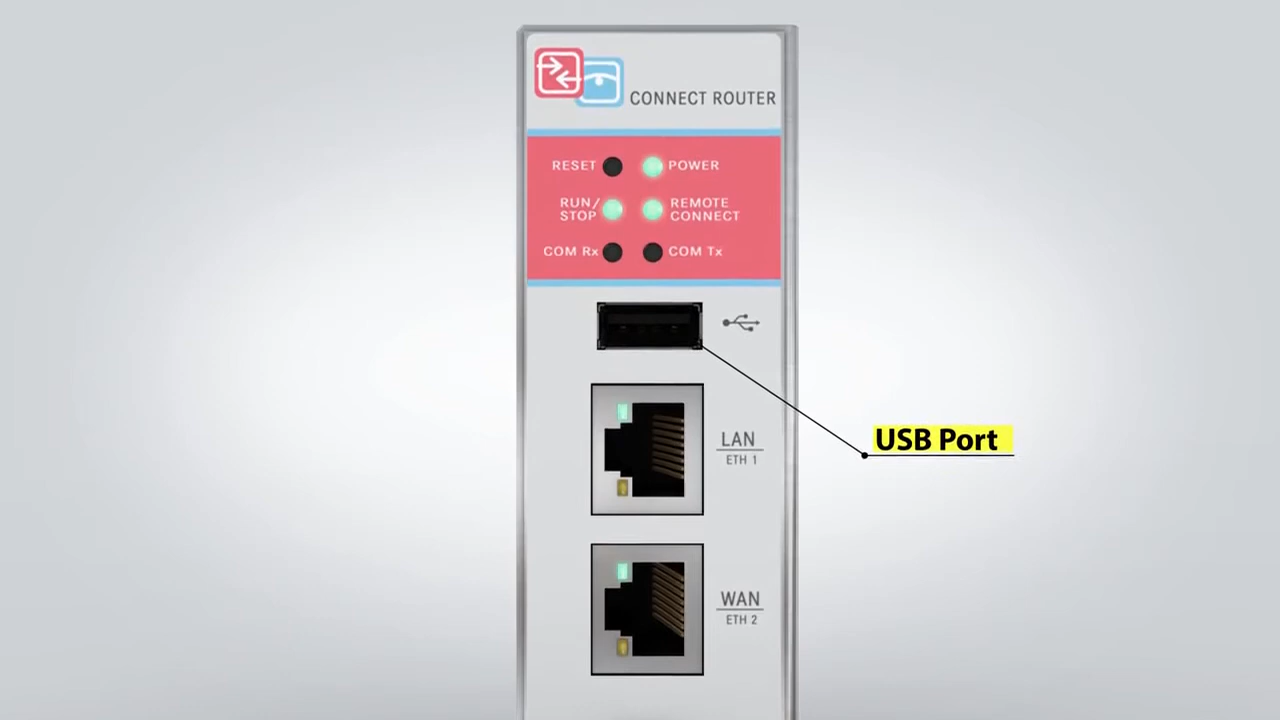 CONNECT ROUTER
RESET
POWER
RUN/
STOP
REMOTE
CONNECT
COM Rx
COM Tx
USB Port
LAN
ETH 1
WAN
ETH 2